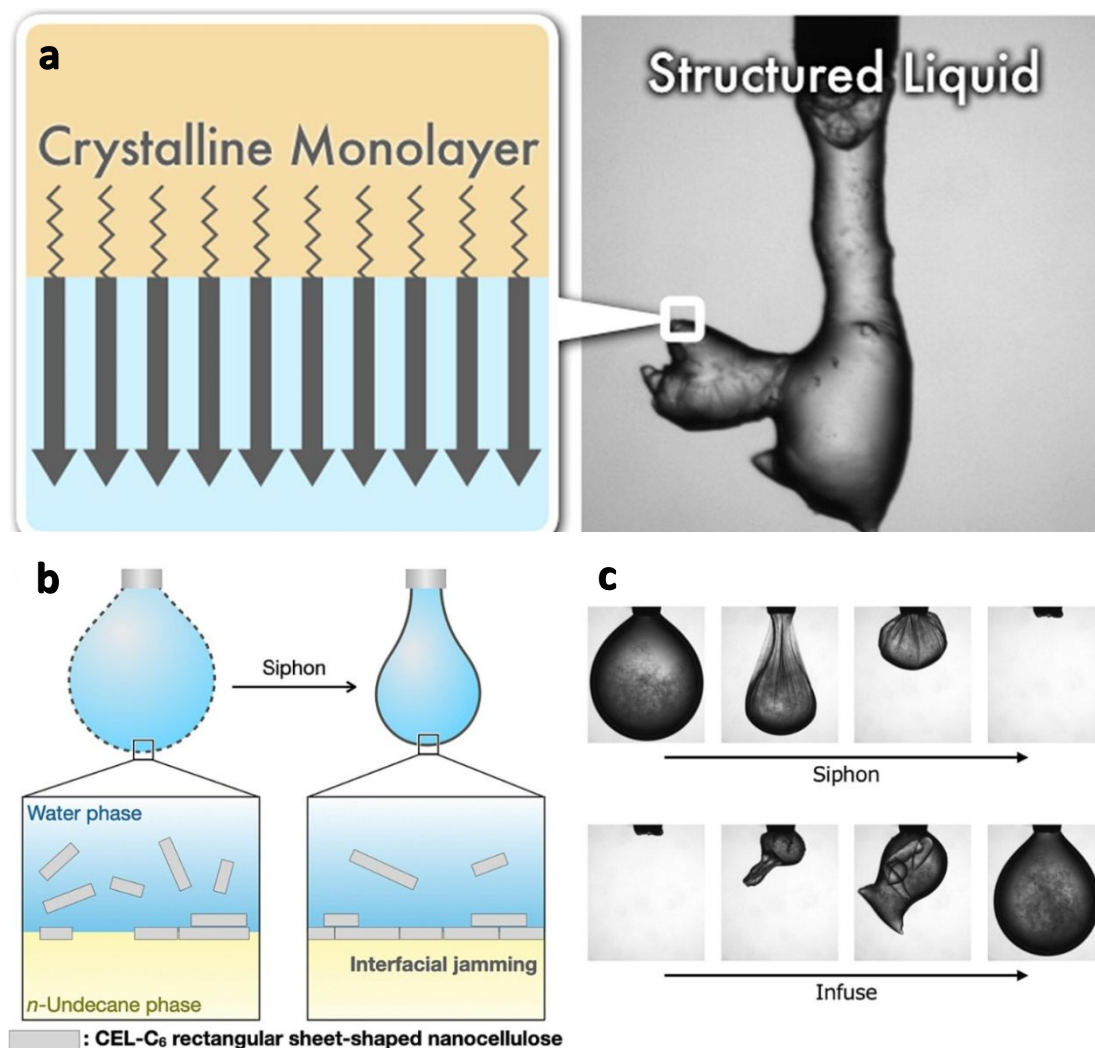 a
Crystalline Monolayer
Structured Liquid
b
Siphon
Water phase
n-Undecane phase
Interfacial jamming
: CEL-C₆ rectangular sheet-shaped nanocellulose
c
Siphon
Infuse